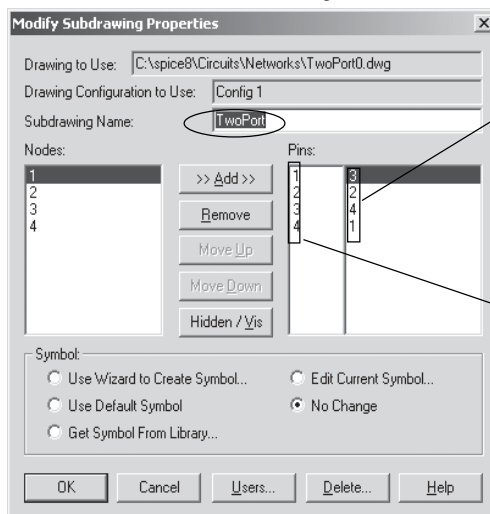 Modify Subdrawing Properties
Drawing to Use: C:\spice8\Circuits\Networks\TwoPort0.dwg
Drawing Configuration to Use: Config 1
Subdrawing Name: TwoPort
Nodes:
Pins:
1
2
3
4
>> Add >>
Remove
Move Up
Move Down
Hidden / Vis
1 3
2 2
3 4
4 1
Symbol:
Use Wizard to Create Symbol...
Edit Current Symbol...
Use Default Symbol
No Change
Get Symbol From Library...
OK
Cancel
Users...
Delete...
Help